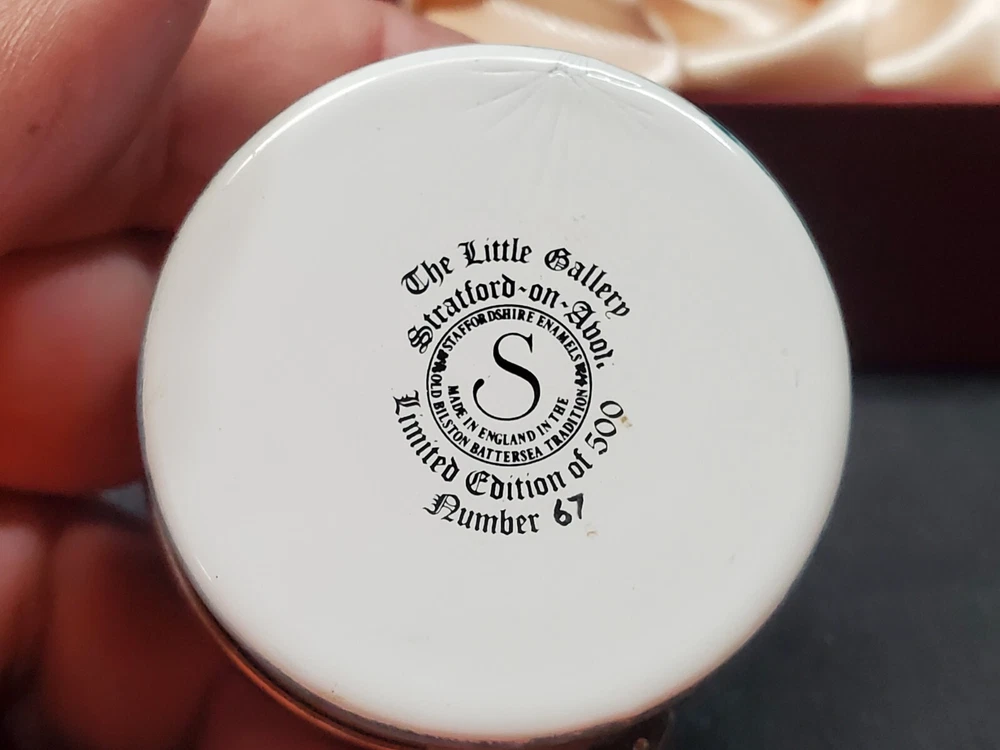 The Little Gallery
Stratford-on-Avon
STAFFORDSHIRE ENAMELS
S
MADE IN ENGLAND IN THE
OLD BILSTON BATTERSEA TRADITION
Limited Edition of 500
Number 67